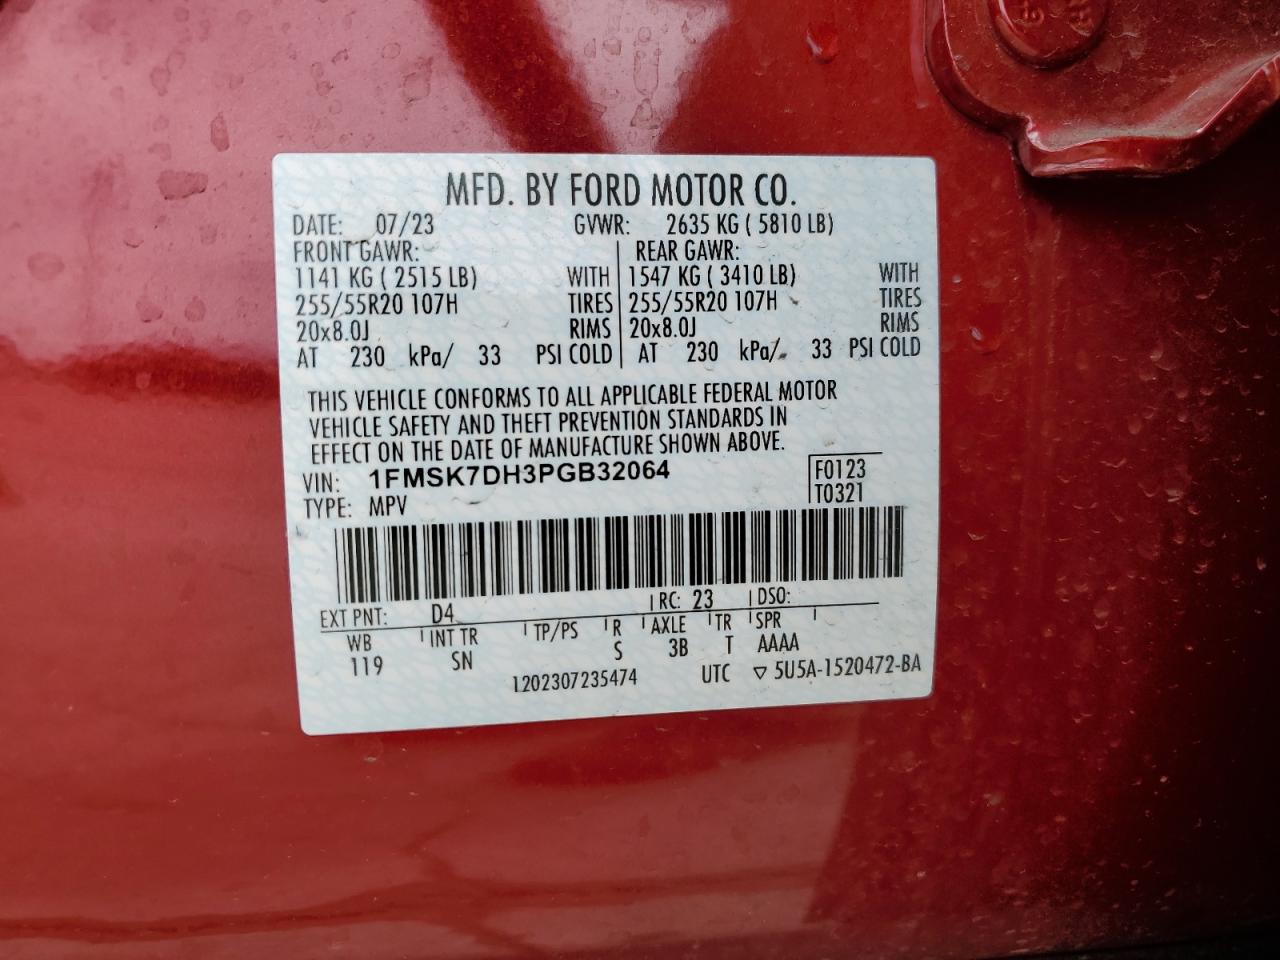 MFD. BY FORD MOTOR CO.
DATE: 07/23 GVWR: 2635 KG ( 5810 LB)
FRONT GAWR: REAR GAWR:
1141 KG ( 2515 LB) WITH 1547 KG ( 3410 LB) WITH
255/55R20 107H TIRES 255/55R20 107H TIRES
20x8.0J RIMS 20x8.0J RIMS
AT 230 kPa/ 33 PSI COLD AT 230 kPa/ 33 PSI COLD
THIS VEHICLE CONFORMS TO ALL APPLICABLE FEDERAL MOTOR
VEHICLE SAFETY AND THEFT PREVENTION STANDARDS IN
EFFECT ON THE DATE OF MANUFACTURE SHOWN ABOVE.
VIN: 1FMSK7DH3PGB32064 F0123
TYPE: MPV T0321
EXT PNT: D4 RC: 23 DSO:
WB INT TR TP/PS R AXLE TR SPR
119 SN S 3B T AAAA
1202307235474 UTC ▽ 5U5A-1520472-BA